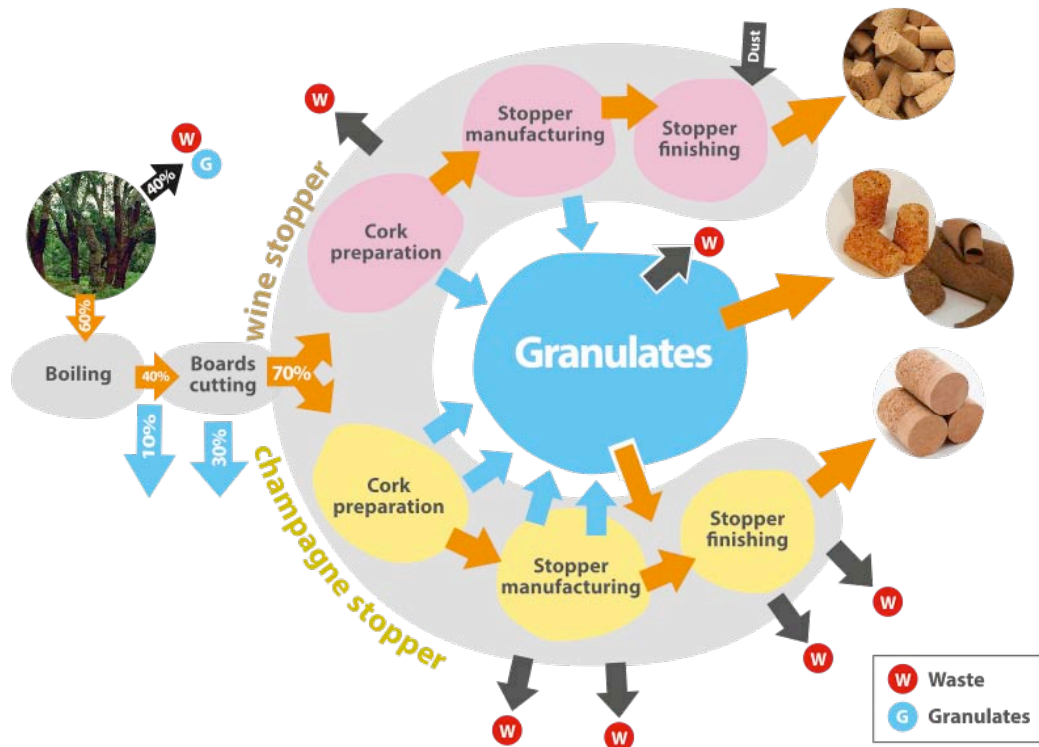 Dust
W
Stopper
manufacturing
Stopper
finishing
W
G
40%
wine stopper
Cork
preparation
W
60%
Granulates
Boiling
40%
Boards
cutting
70%
10%
30%
champagne stopper
Cork
preparation
Stopper
manufacturing
Stopper
finishing
W
W
W
W
W Waste
G Granulates